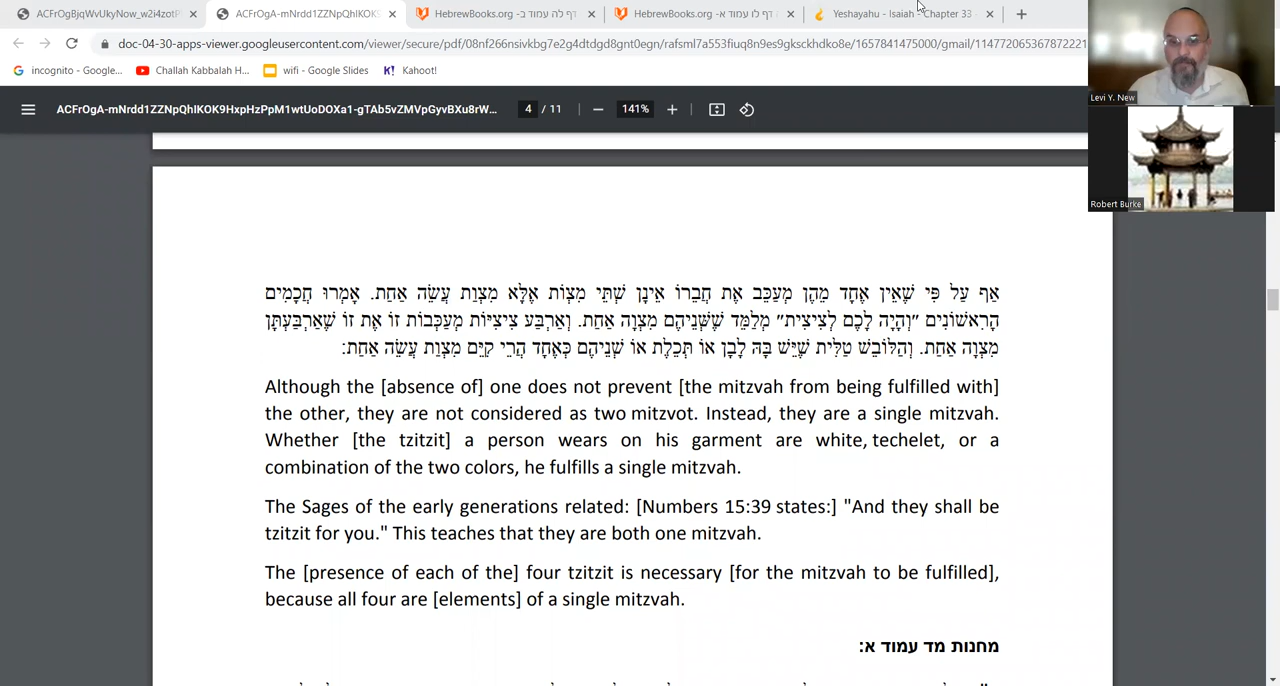 ACFrOgBjqWvUkyNow_w2i4zotP
ACFrOgA-mNrdd1ZZNpQhIKOK9
HebrewBooks.org - דף לה עמוד ב
HebrewBooks.org - דף לו עמוד א
Yeshayahu - Isaiah - Chapter 33
doc-04-30-apps-viewer.googleusercontent.com/viewer/secure/pdf/08nf266nsivkbg7e2g4dtdgd8gnt0egn/rafsml7a553fiuq8n9es9gksckhdko8e/1657841475000/gmail/114772065367872221
incognito - Google...
Challah Kabbalah H...
wifi - Google Slides
Kahoot!
ACFrOgA-mNrdd1ZZNpQhIKOK9HxpHzPpM1wtUoDOXa1-gTAb5vZMVpGyvBXu8rW...
4 / 11
141%
Levi Y. New
Robert Burke
אַף עַל פִּי שֶׁאֵין אֶחָד מֵהֶן מְעַכֵּב אֶת חֲבֵרוֹ אֵינָן שְׁתֵּי מִצְוֹת אֶלָּא מִצְוַת עֲשֵׂה אַחַת. אָמְרוּ חֲכָמִים
הָרִאשׁוֹנִים "וְהָיָה לָכֶם לְצִיצִית" מְלַמֵּד שֶׁשְּׁנֵיהֶם מִצְוָה אַחַת. וְאַרְבַּע צִיצִיּוֹת מְעַכְּבוֹת זוֹ אֶת זוֹ שֶׁאַרְבַּעְתָּן
מִצְוָה אַחַת. וְהַלּוֹבֵשׁ טַלִּית שֶׁיֵּשׁ בָּהּ לָבָן אוֹ תְּכֵלֶת אוֹ שְׁנֵיהֶם כְּאֶחָד הֲרֵי קִיֵּם מִצְוַת עֲשֵׂה אַחַת:
Although the [absence of] one does not prevent [the mitzvah from being fulfilled with]
the other, they are not considered as two mitzvot. Instead, they are a single mitzvah.
Whether [the tzitzit] a person wears on his garment are white, techelet, or a
combination of the two colors, he fulfills a single mitzvah.
The Sages of the early generations related: [Numbers 15:39 states:] "And they shall be
tzitzit for you." This teaches that they are both one mitzvah.
The [presence of each of the] four tzitzit is necessary [for the mitzvah to be fulfilled],
because all four are [elements] of a single mitzvah.
מחנות מד עמוד א: